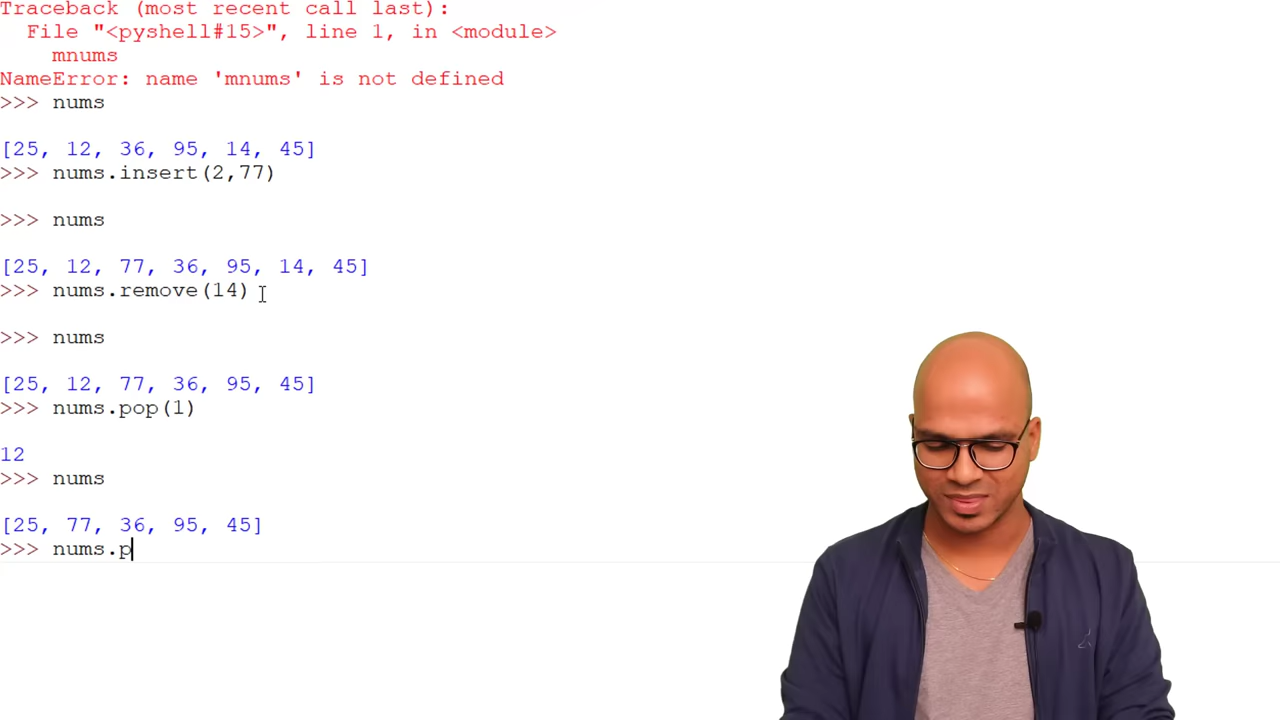 Traceback (most recent call last):
  File "<pyshell#15>", line 1, in <module>
    mnums
NameError: name 'mnums' is not defined
>>> nums
[25, 12, 36, 95, 14, 45]
>>> nums.insert(2,77)
>>> nums
[25, 12, 77, 36, 95, 14, 45]
>>> nums.remove(14)
>>> nums
[25, 12, 77, 36, 95, 45]
>>> nums.pop(1)
12
>>> nums
[25, 77, 36, 95, 45]
>>> nums.p